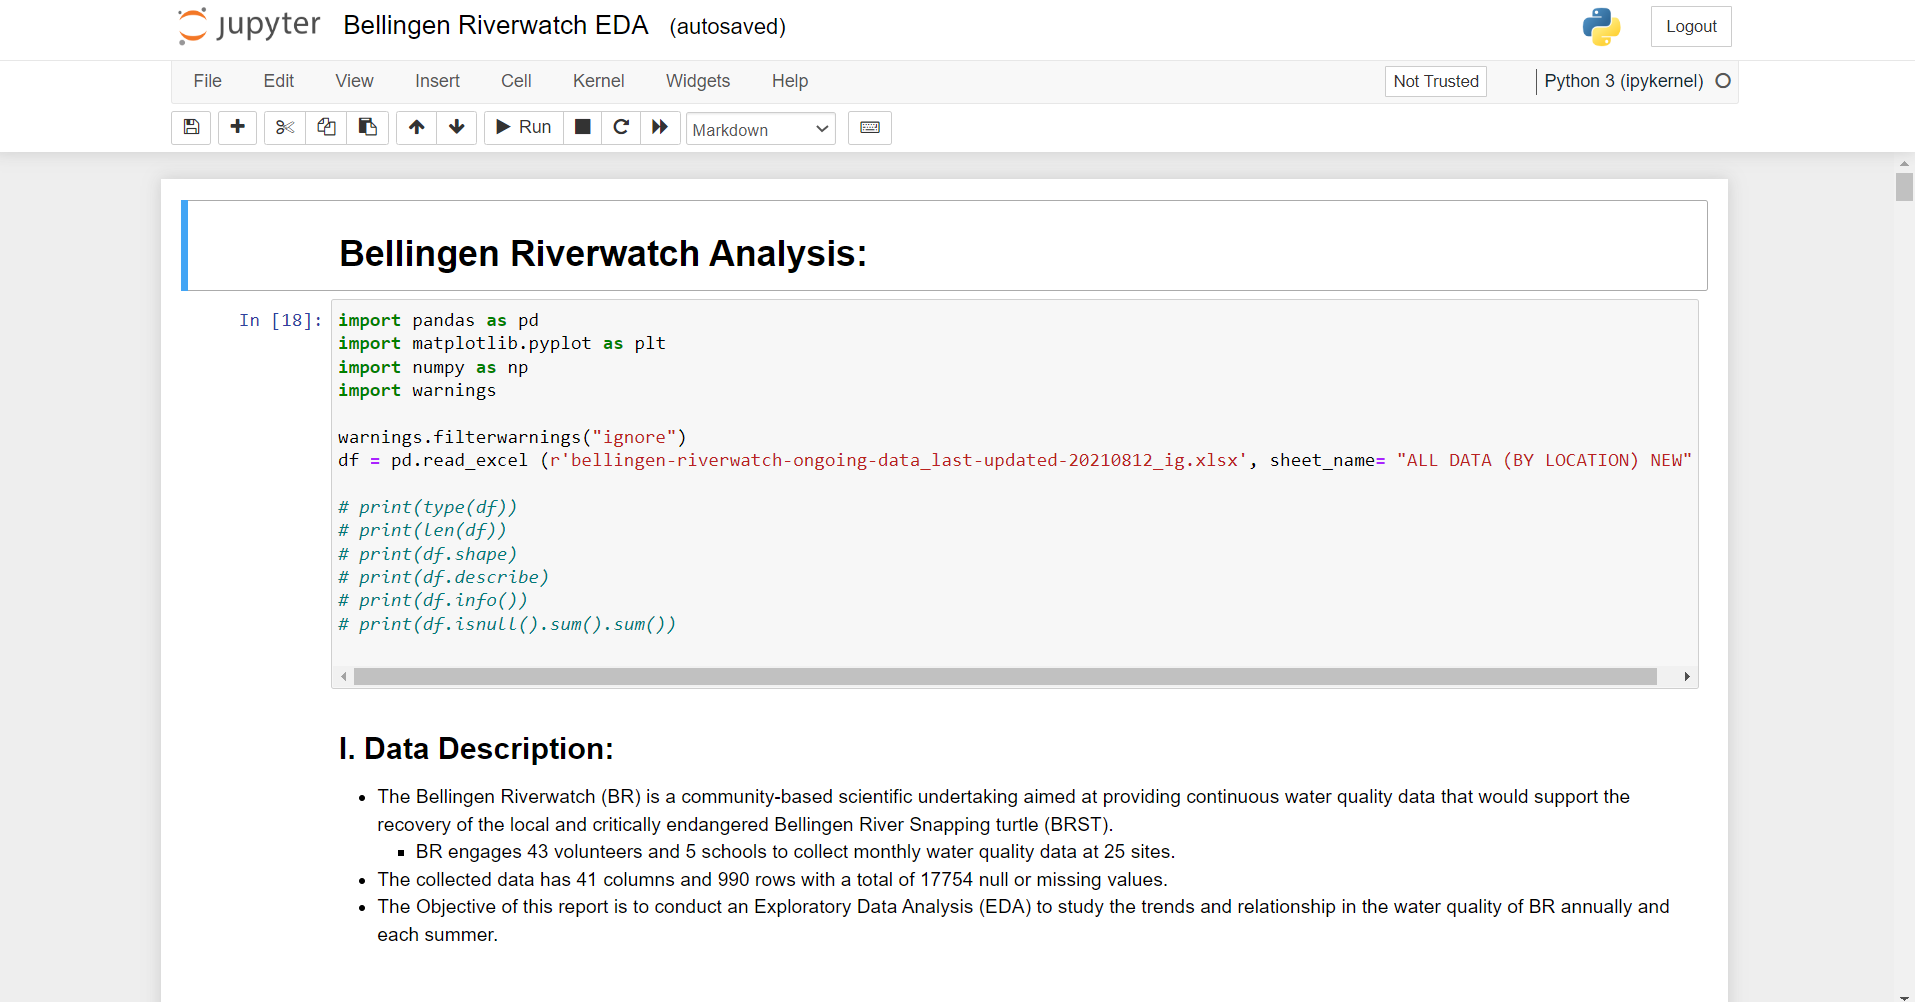 jupyter Bellingen Riverwatch EDA (autosaved) Logout
File Edit View Insert Cell Kernel Widgets Help Not Trusted Python 3 (ipykernel)
Run Markdown
Bellingen Riverwatch Analysis:
In [18]: import pandas as pd
import matplotlib.pyplot as plt
import numpy as np
import warnings
warnings.filterwarnings("ignore")
df = pd.read_excel (r'bellingen-riverwatch-ongoing-data_last-updated-20210812_ig.xlsx', sheet_name= "ALL DATA (BY LOCATION) NEW"
# print(type(df))
# print(len(df))
# print(df.shape)
# print(df.describe)
# print(df.info())
# print(df.isnull().sum().sum())
I. Data Description:
• The Bellingen Riverwatch (BR) is a community-based scientific undertaking aimed at providing continuous water quality data that would support the
recovery of the local and critically endangered Bellingen River Snapping turtle (BRST).
▪ BR engages 43 volunteers and 5 schools to collect monthly water quality data at 25 sites.
• The collected data has 41 columns and 990 rows with a total of 17754 null or missing values.
• The Objective of this report is to conduct an Exploratory Data Analysis (EDA) to study the trends and relationship in the water quality of BR annually and
each summer.